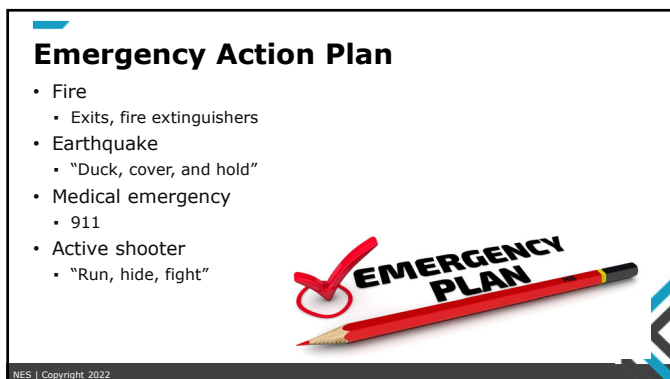 Emergency Action Plan
• Fire
▪ Exits, fire extinguishers
• Earthquake
▪ “Duck, cover, and hold”
• Medical emergency
▪ 911
• Active shooter
▪ “Run, hide, fight”
EMERGENCY
PLAN
HB
NES | Copyright 2022